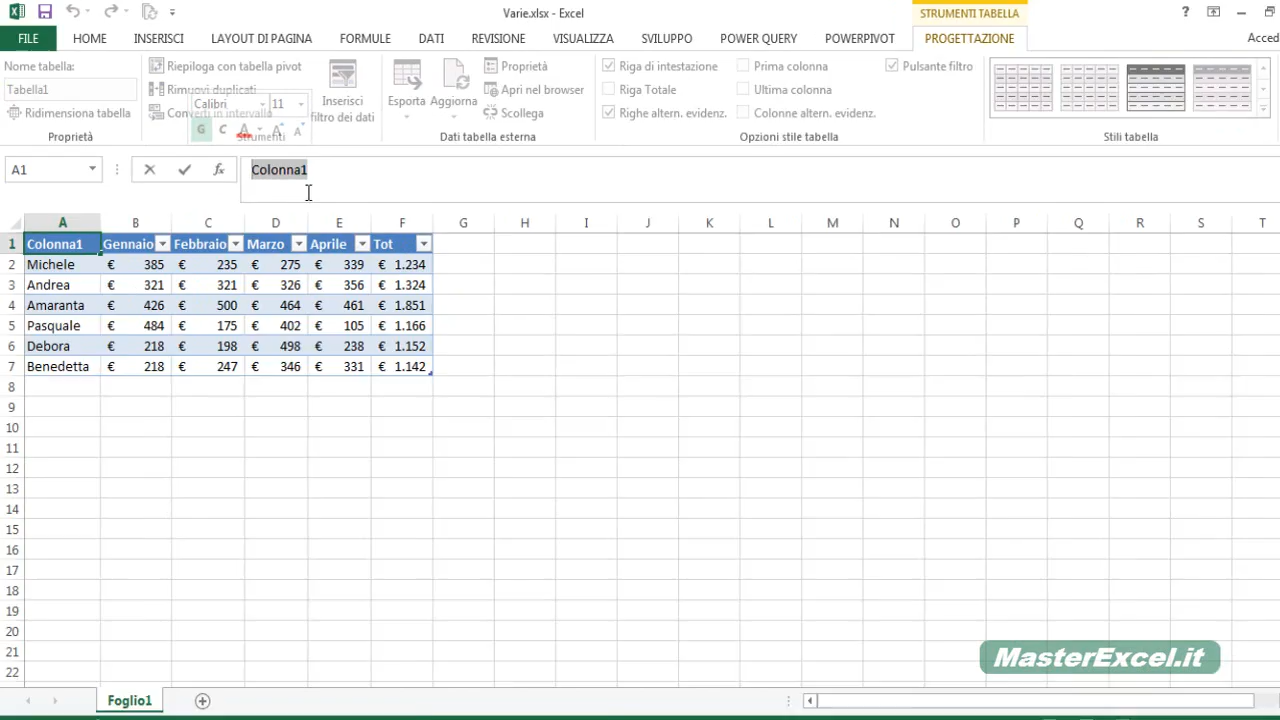 Varie.xlsx - Excel
STRUMENTI TABELLA
?
FILE HOME INSERISCI LAYOUT DI PAGINA FORMULE DATI REVISIONE VISUALIZZA SVILUPPO POWER QUERY POWERPIVOT PROGETTAZIONE Acced
Nome tabella:
Tabella1
Ridimensiona tabella
Proprietà
Riepiloga con tabella pivot
Rimuovi duplicati
Converti in intervallo
Calibri 11
G C A A A
Strumenti
Inserisci
filtro dei dati
Esporta Aggiorna
Proprietà
Apri nel browser
Scollega
Dati tabella esterna
Riga di intestazione Prima colonna Pulsante filtro
Riga Totale Ultima colonna
Righe altern. evidenz. Colonne altern. evidenz.
Opzioni stile tabella
Stili tabella
A1 fx Colonna1
A B C D E F G H I J K L M N O P Q R S T
1 Colonna1 Gennaio Febbraio Marzo Aprile Tot
2 Michele € 385 € 235 € 275 € 339 € 1.234
3 Andrea € 321 € 321 € 326 € 356 € 1.324
4 Amaranta € 426 € 500 € 464 € 461 € 1.851
5 Pasquale € 484 € 175 € 402 € 105 € 1.166
6 Debora € 218 € 198 € 498 € 238 € 1.152
7 Benedetta € 218 € 247 € 346 € 331 € 1.142
8
9
10
11
12
13
14
15
16
17
18
19
20
21
22
MasterExcel.it
Foglio1